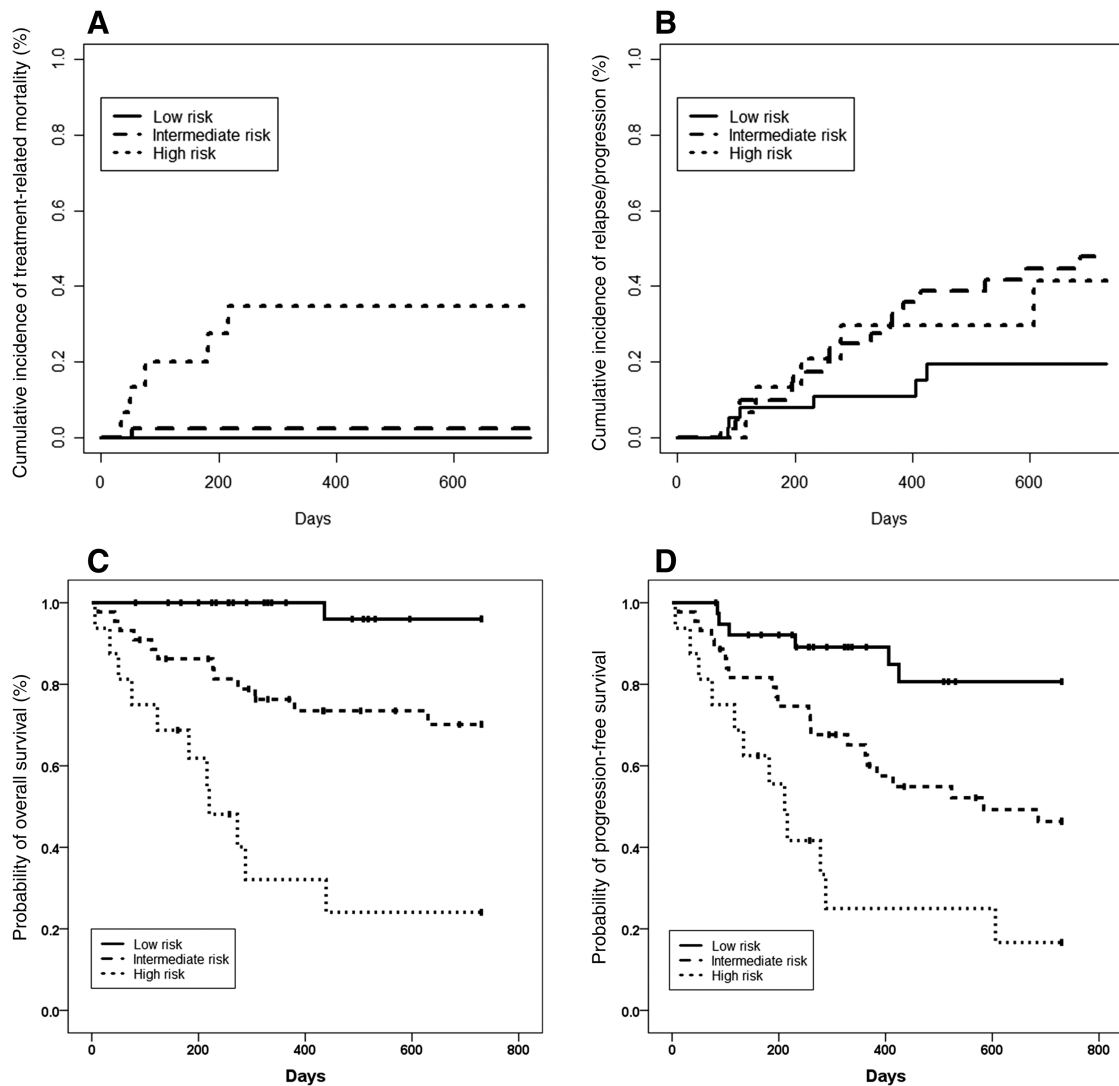 A
Cumulative incidence of treatment-related mortality (%)
1.0
0.8
0.6
0.4
0.2
0.0
Low risk
Intermediate risk
High risk
0 200 400 600
Days
B
Cumulative incidence of relapse/progression (%)
1.0
0.8
0.6
0.4
0.2
0.0
Low risk
Intermediate risk
High risk
0 200 400 600
Days
C
Probability of overall survival (%)
1.0
0.8
0.6
0.4
0.2
0.0
Low risk
Intermediate risk
High risk
0 200 400 600 800
Days
D
Probability of progression-free survival
1.0
0.8
0.6
0.4
0.2
0.0
Low risk
Intermediate risk
High risk
0 200 400 600 800
Days